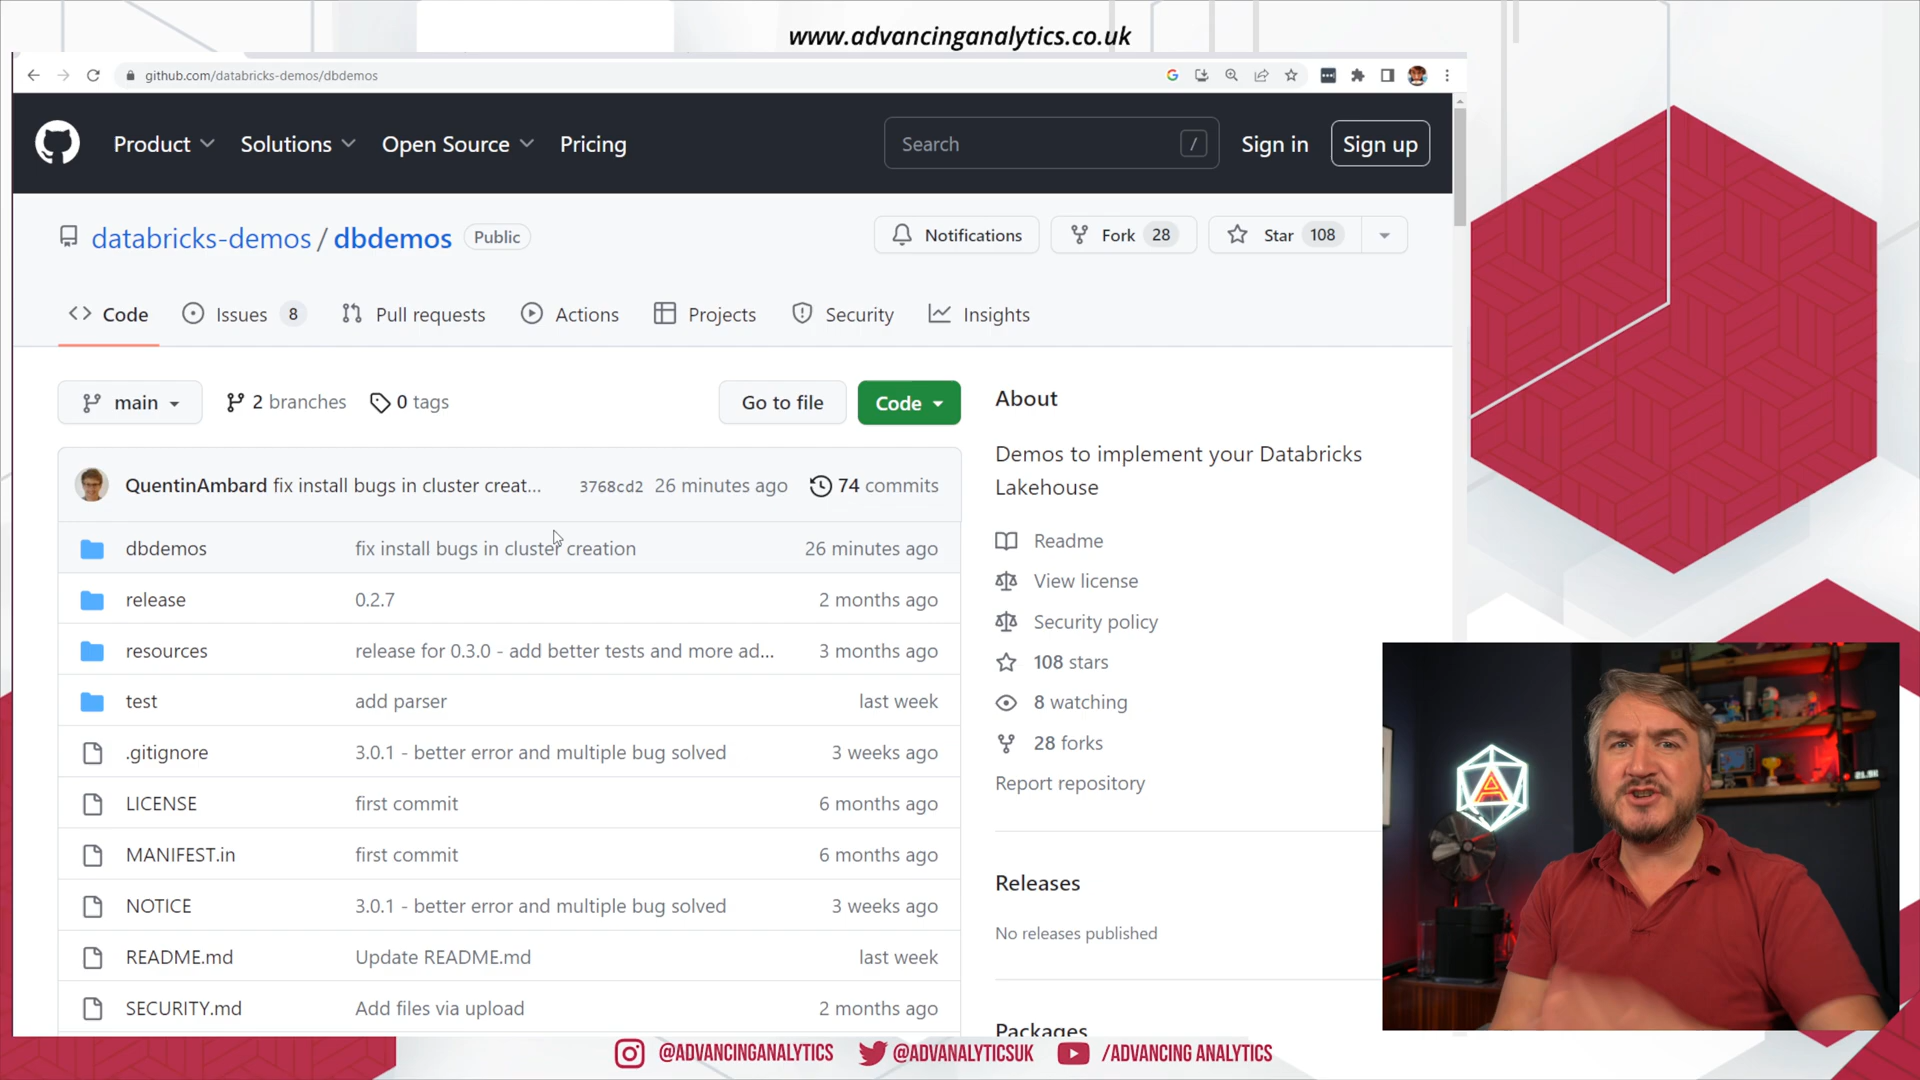 www.advancinganalytics.co.uk
github.com/databricks-demos/dbdemos
Product Solutions Open Source Pricing Search / Sign in Sign up
databricks-demos / dbdemos Public Notifications Fork 28 Star 108
Code Issues 8 Pull requests Actions Projects Security Insights
main 2 branches 0 tags Go to file Code
QuentinAmbard fix install bugs in cluster creat... 3768cd2 26 minutes ago 74 commits
dbdemos fix install bugs in cluster creation 26 minutes ago
release 0.2.7 2 months ago
resources release for 0.3.0 - add better tests and more ad... 3 months ago
test add parser last week
.gitignore 3.0.1 - better error and multiple bug solved 3 weeks ago
LICENSE first commit 6 months ago
MANIFEST.in first commit 6 months ago
NOTICE 3.0.1 - better error and multiple bug solved 3 weeks ago
README.md Update README.md last week
SECURITY.md Add files via upload 2 months ago
About
Demos to implement your Databricks
Lakehouse
Readme
View license
Security policy
108 stars
8 watching
28 forks
Report repository
Releases
No releases published
Packages
@ADVANCINGANALYTICS @ADVANALYTICSUK /ADVANCING ANALYTICS